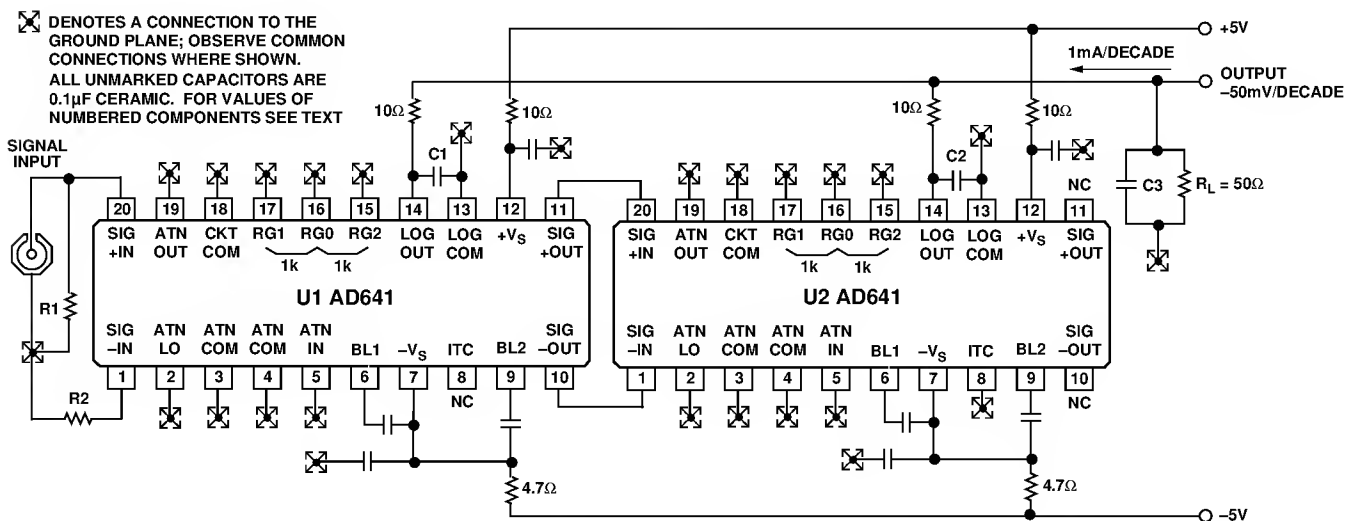 DENOTES A CONNECTION TO THE
GROUND PLANE; OBSERVE COMMON
CONNECTIONS WHERE SHOWN.
ALL UNMARKED CAPACITORS ARE
0.1µF CERAMIC. FOR VALUES OF
NUMBERED COMPONENTS SEE TEXT
+5V
1mA/DECADE
OUTPUT
–50mV/DECADE
10Ω 10Ω 10Ω 10Ω
SIGNAL
INPUT
C1 C2
NC
C3 R_L = 50Ω
20 19 18 17 16 15 14 13 12 11
20 19 18 17 16 15 14 13 12 11
SIG ATN CKT RG1 RG0 RG2 LOG LOG +V_S SIG
+IN OUT COM OUT COM +OUT
1k 1k
SIG ATN CKT RG1 RG0 RG2 LOG LOG +V_S SIG
+IN OUT COM OUT COM +OUT
1k 1k
R1
U1 AD641
U2 AD641
SIG ATN ATN ATN ATN BL1 –V_S ITC BL2 SIG
–IN LO COM COM IN –OUT
SIG ATN ATN ATN ATN BL1 –V_S ITC BL2 SIG
–IN LO COM COM IN –OUT
1 2 3 4 5 6 7 8 9 10
1 2 3 4 5 6 7 8 9 10
R2
NC
NC
4.7Ω 4.7Ω
–5V